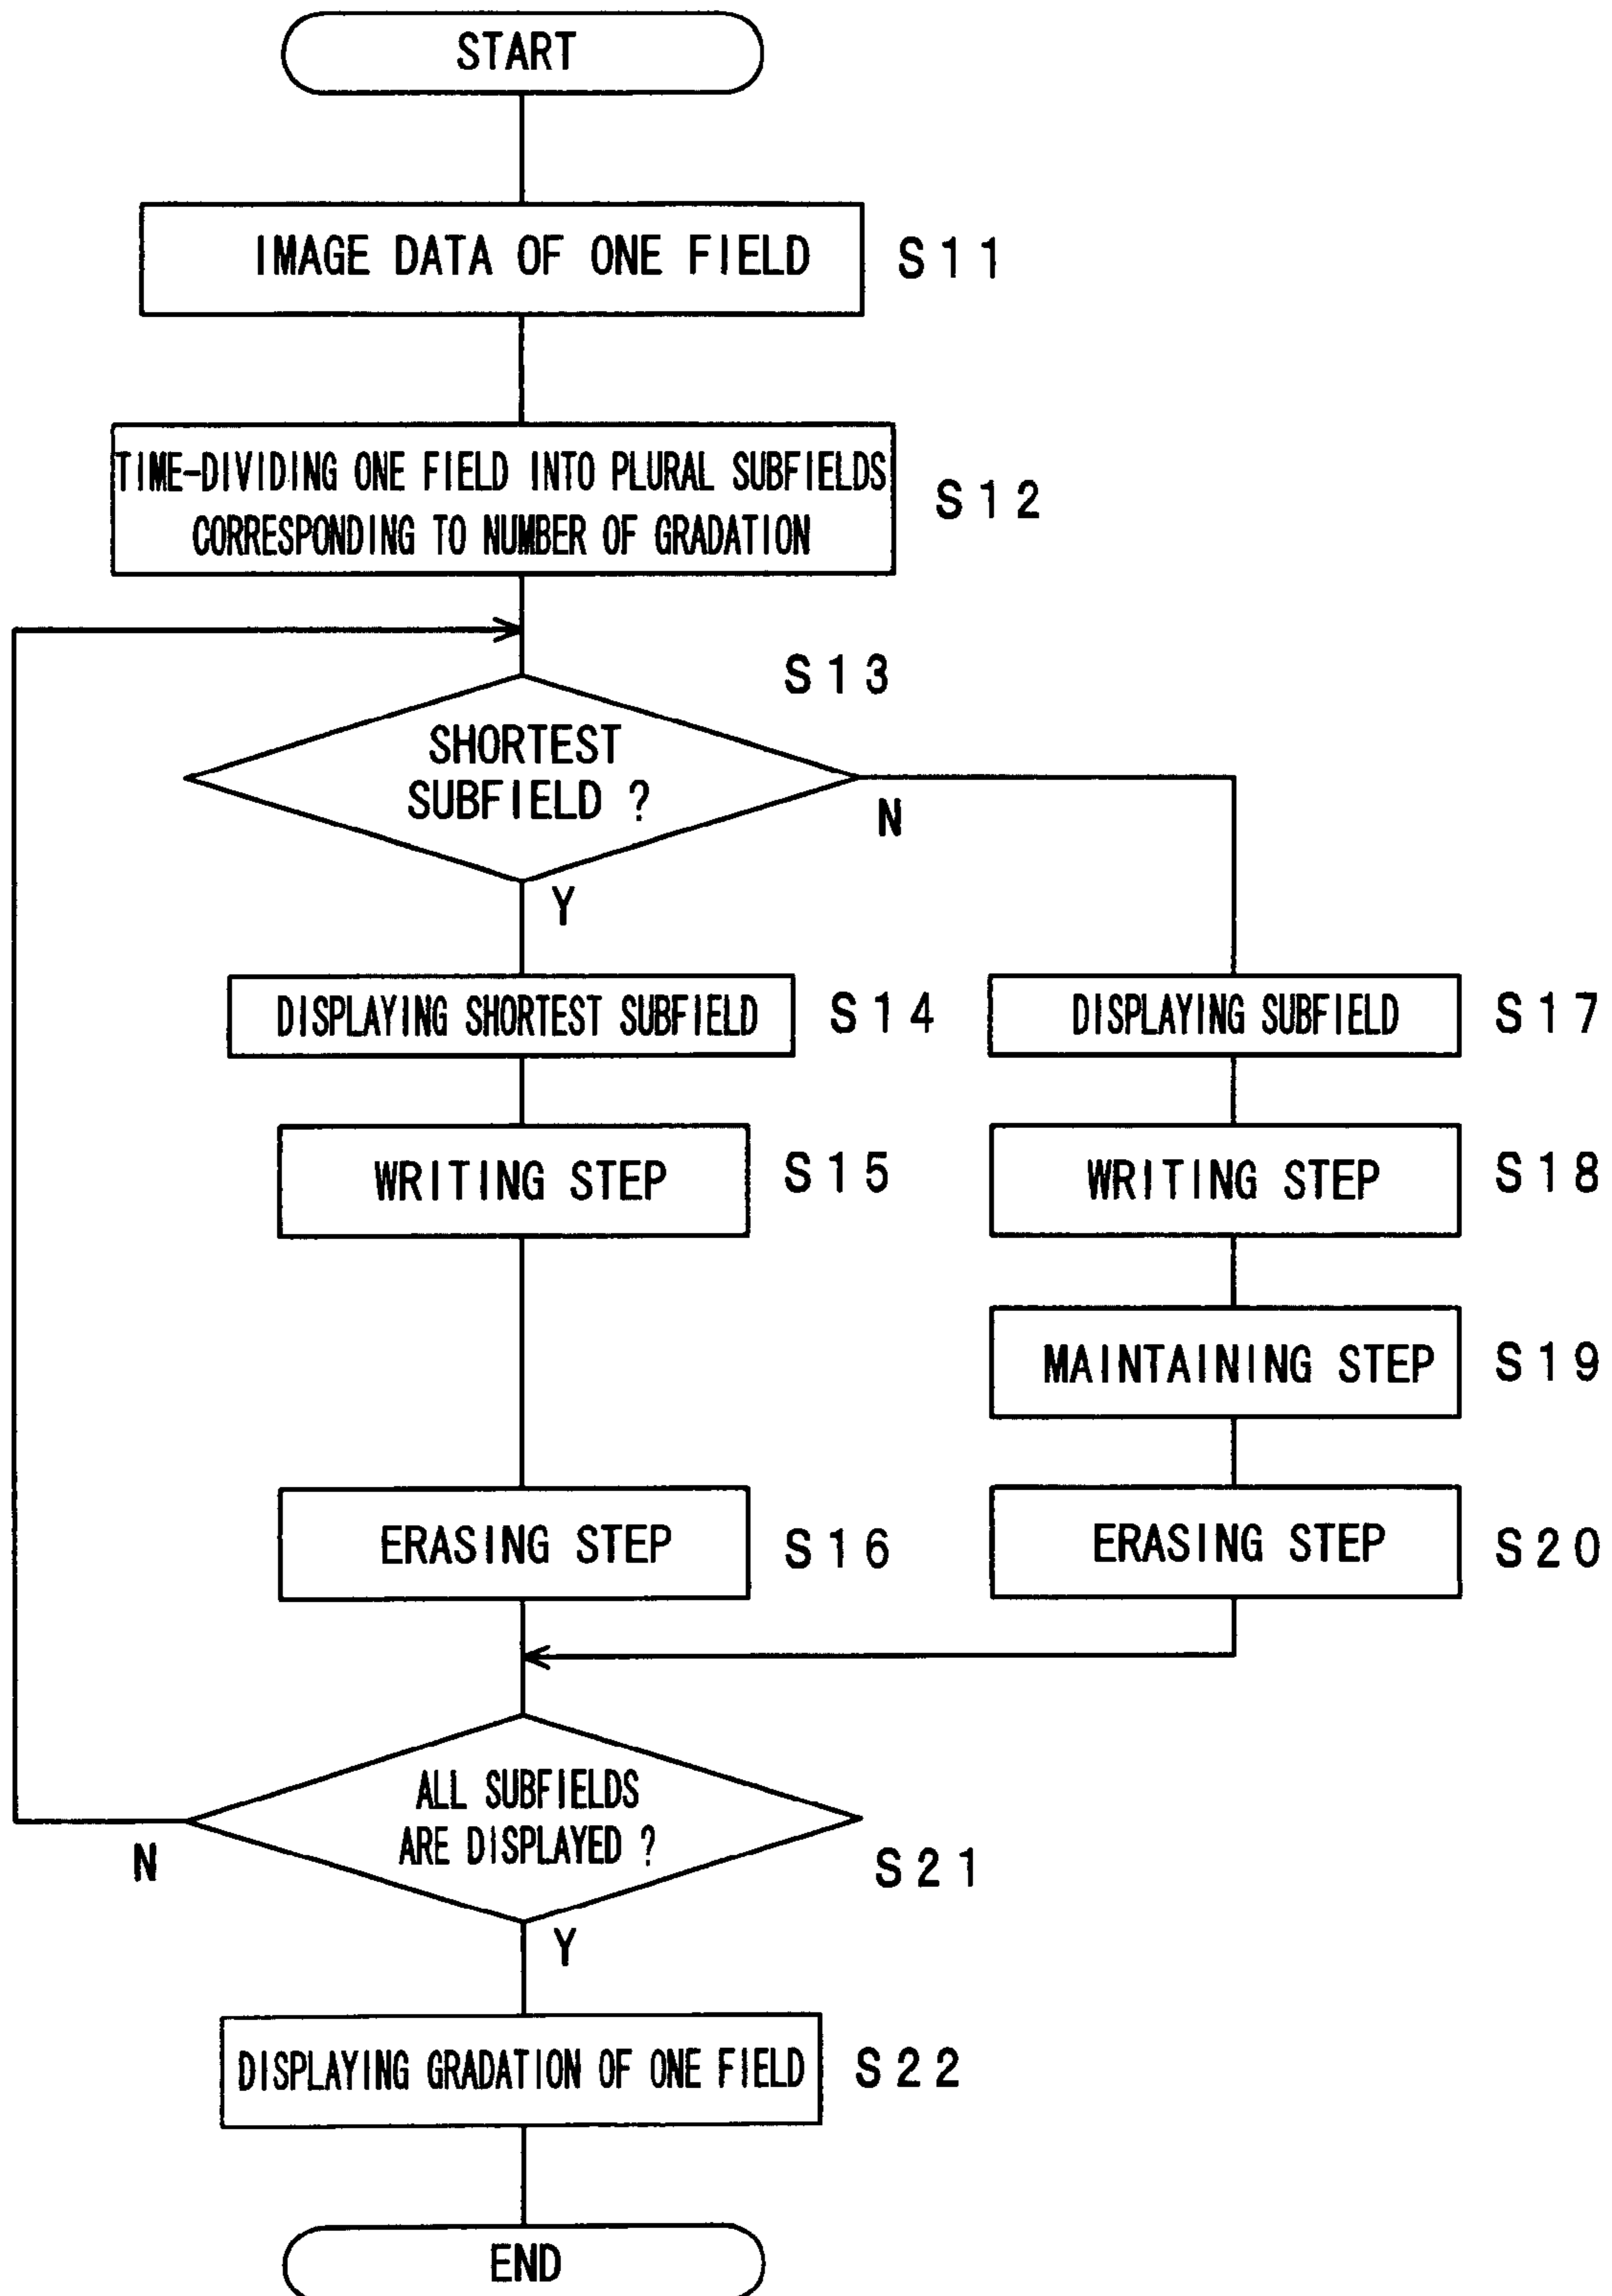 START
IMAGE DATA OF ONE FIELD S11
TIME-DIVIDING ONE FIELD INTO PLURAL SUBFIELDS
CORRESPONDING TO NUMBER OF GRADATION
S12
S13
SHORTEST
SUBFIELD ?
N
Y
DISPLAYING SHORTEST SUBFIELD S14
WRITING STEP S15
ERASING STEP S16
DISPLAYING SUBFIELD S17
WRITING STEP S18
MAINTAINING STEP S19
ERASING STEP S20
ALL SUBFIELDS
ARE DISPLAYED ?
S21
N
Y
DISPLAYING GRADATION OF ONE FIELD S22
END